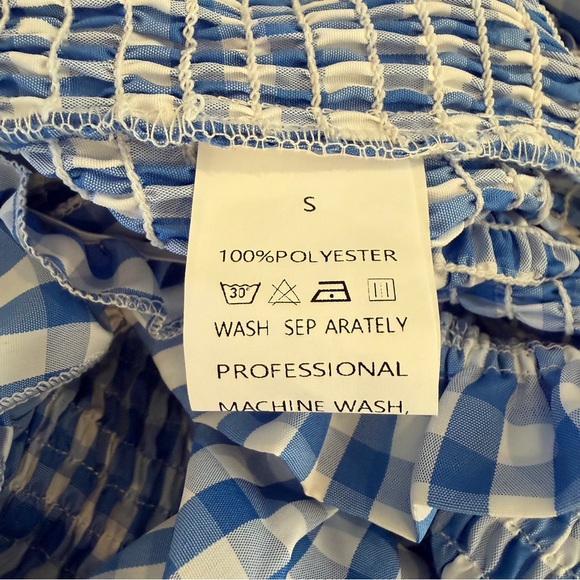 S
100%POLYESTER
30
WASH SEP ARATELY
PROFESSIONAL
MACHINE WASH,